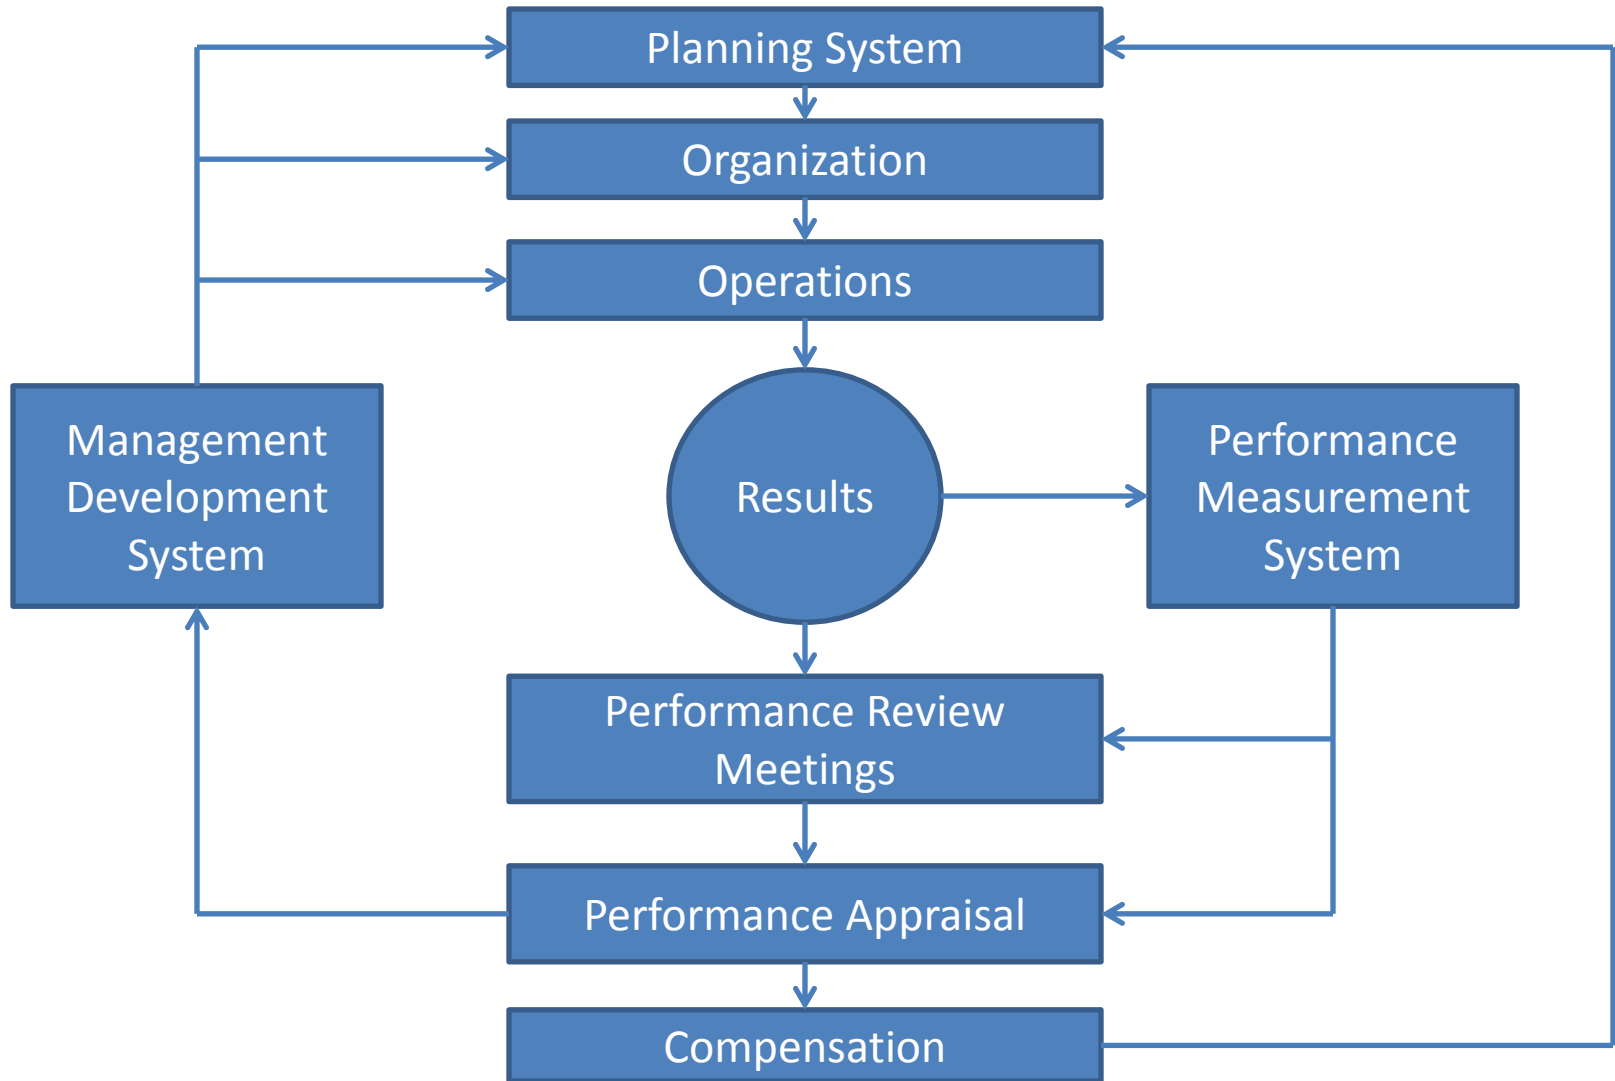 Planning System
Organization
Operations
Management
Development
System
Results
Performance
Measurement
System
Performance Review
Meetings
Performance Appraisal
Compensation